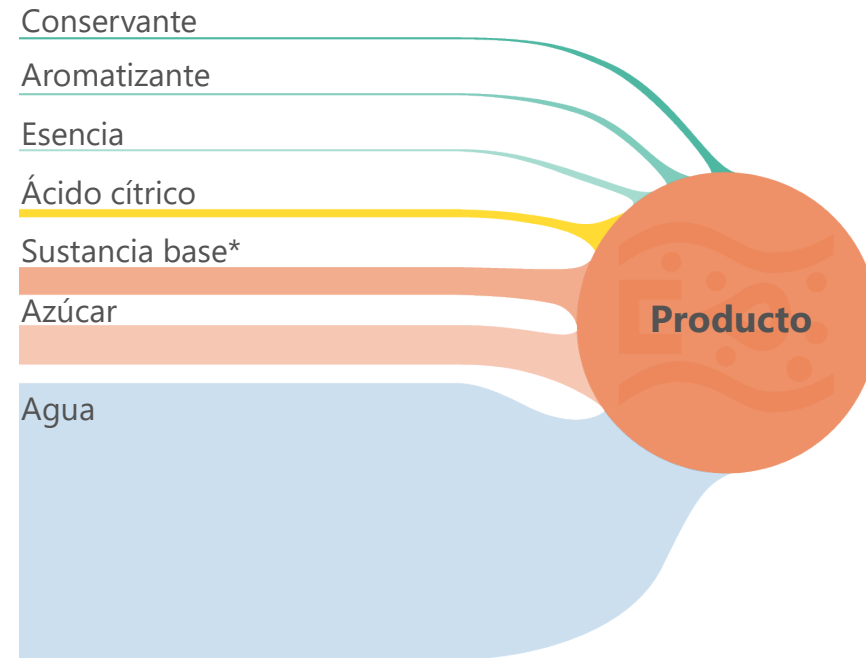 Conservante
Aromatizante
Esencia
Ácido cítrico
Sustancia base*
Azúcar
Producto
Agua